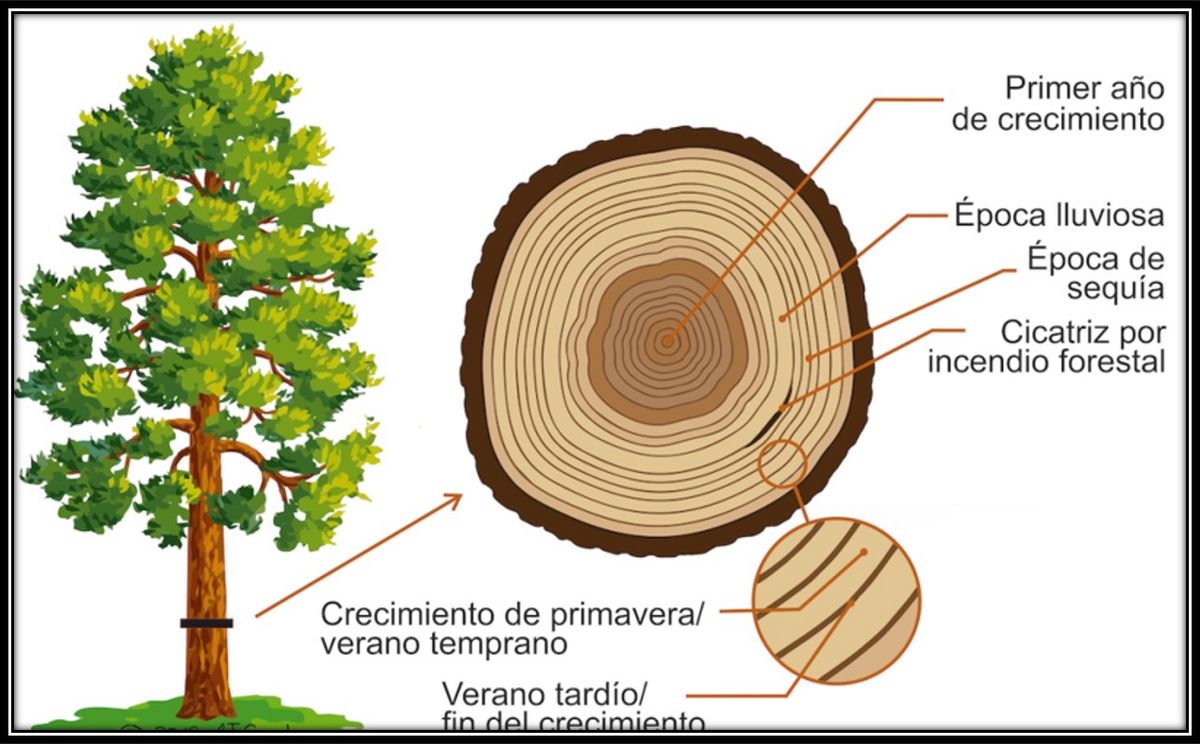 Primer año
de crecimiento
Época lluviosa
Época de
sequía
Cicatriz por
incendio forestal
Crecimiento de primavera/
verano temprano
Verano tardío/
fin del crecimiento